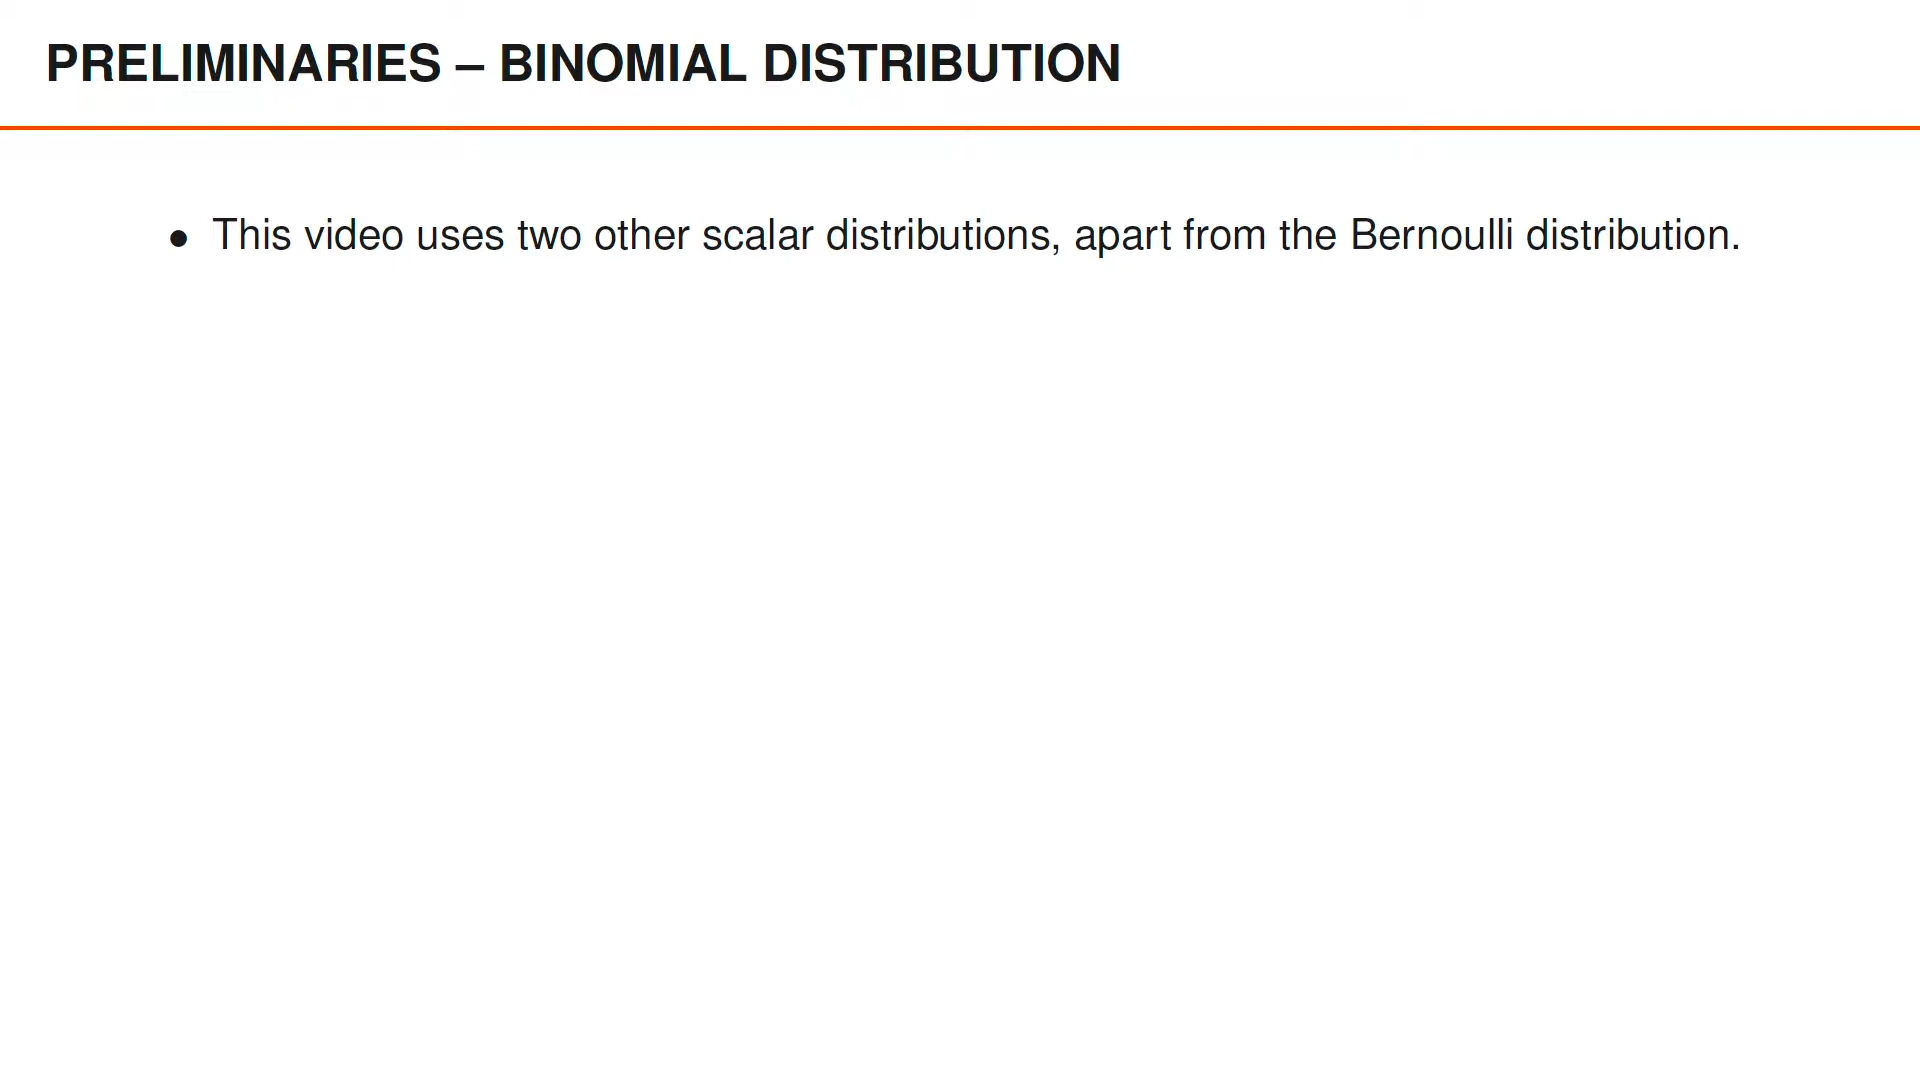 PRELIMINARIES – BINOMIAL DISTRIBUTION
• This video uses two other scalar distributions, apart from the Bernoulli distribution.